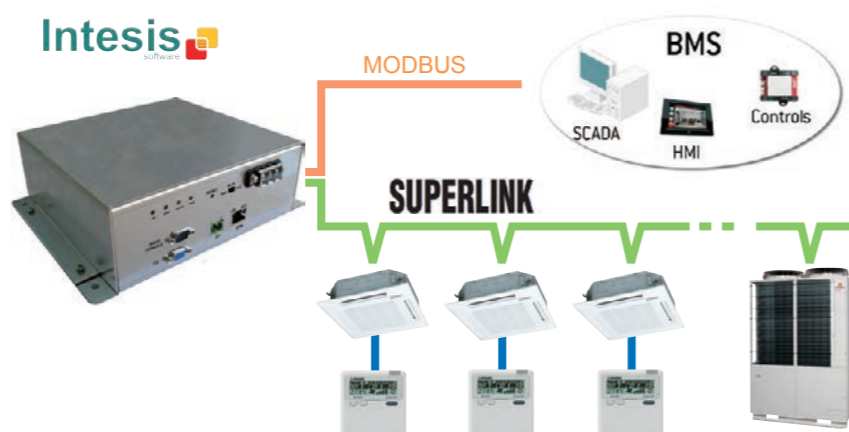 Intesis
software
MODBUS
BMS
SCADA
HMI
Controls
SUPERLINK